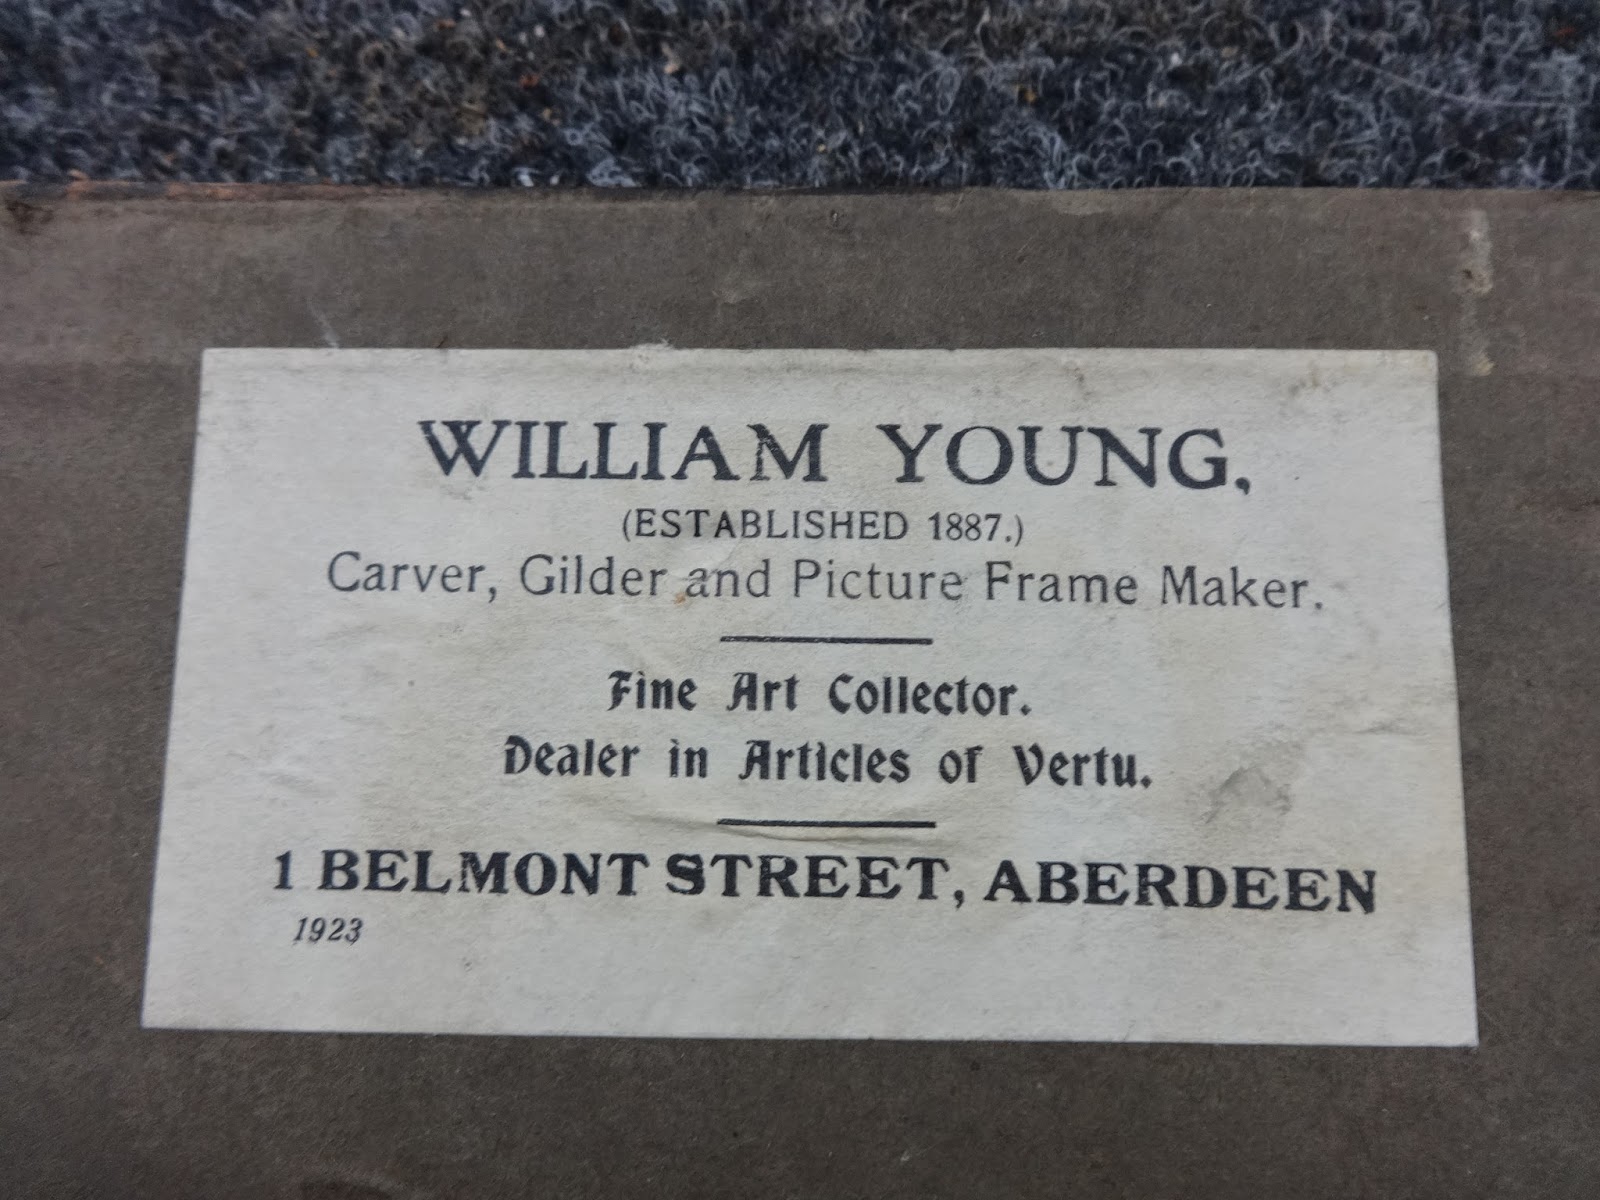 WILLIAM YOUNG,
(ESTABLISHED 1887.)
Carver, Gilder and Picture Frame Maker.
Fine Art Collector.
Dealer in Articles of Vertu.
1 BELMONT STREET, ABERDEEN
1923